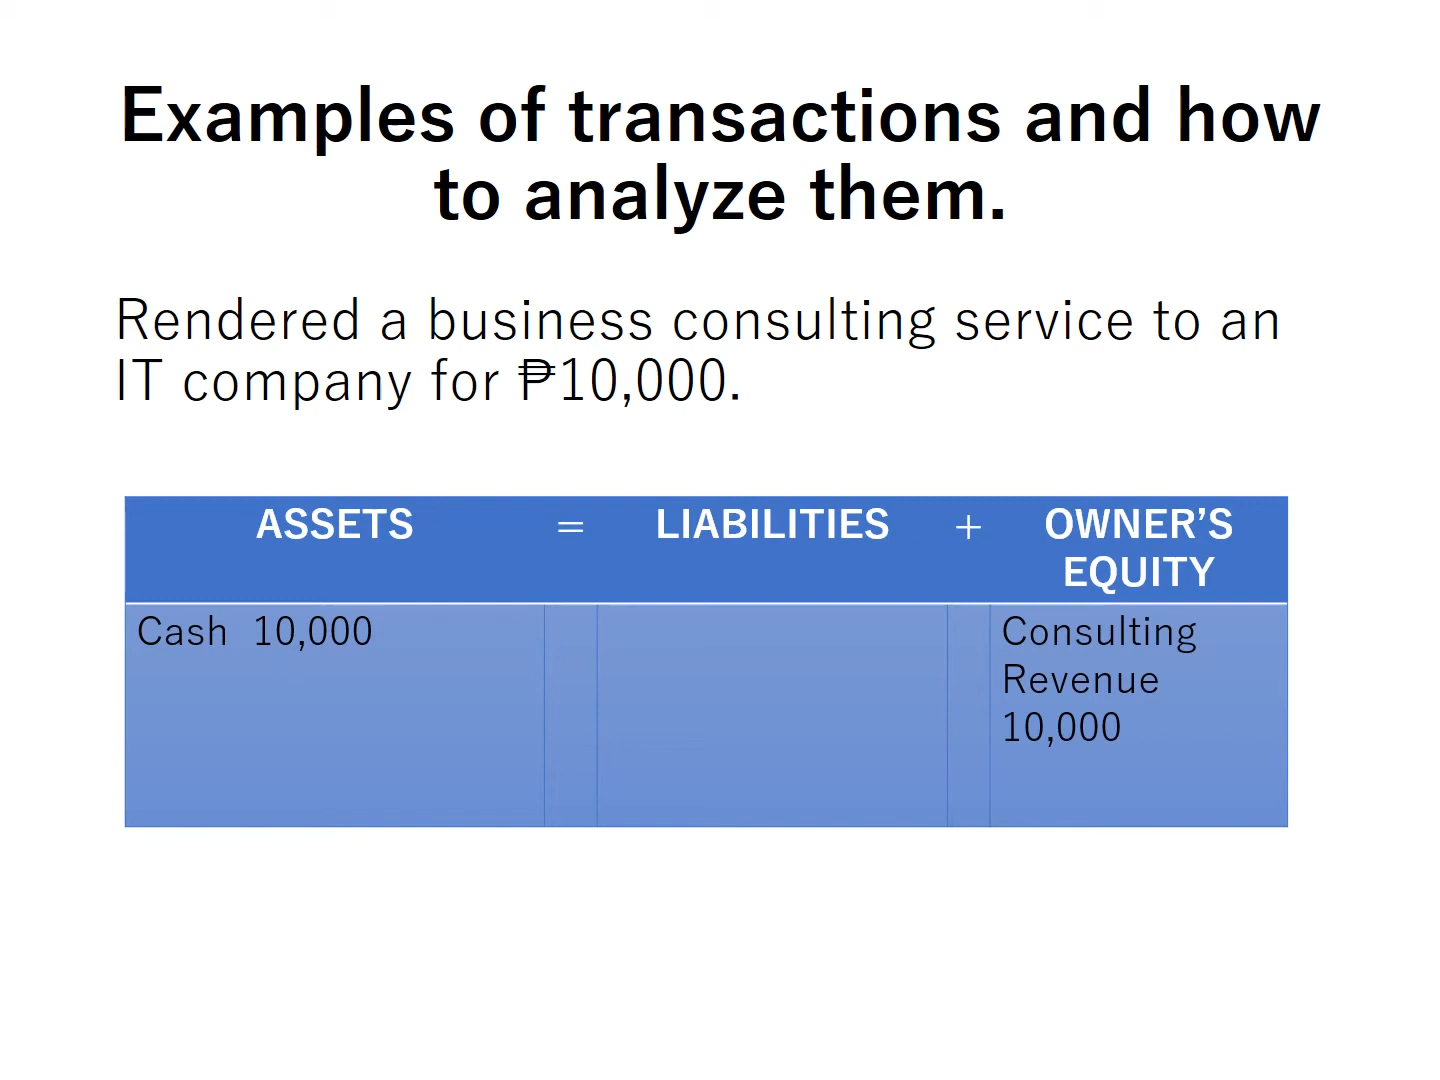 Examples of transactions and how
to analyze them.
Rendered a business consulting service to an
IT company for ₱10,000.
ASSETS = LIABILITIES + OWNER’S
EQUITY
Cash 10,000 Consulting
Revenue
10,000